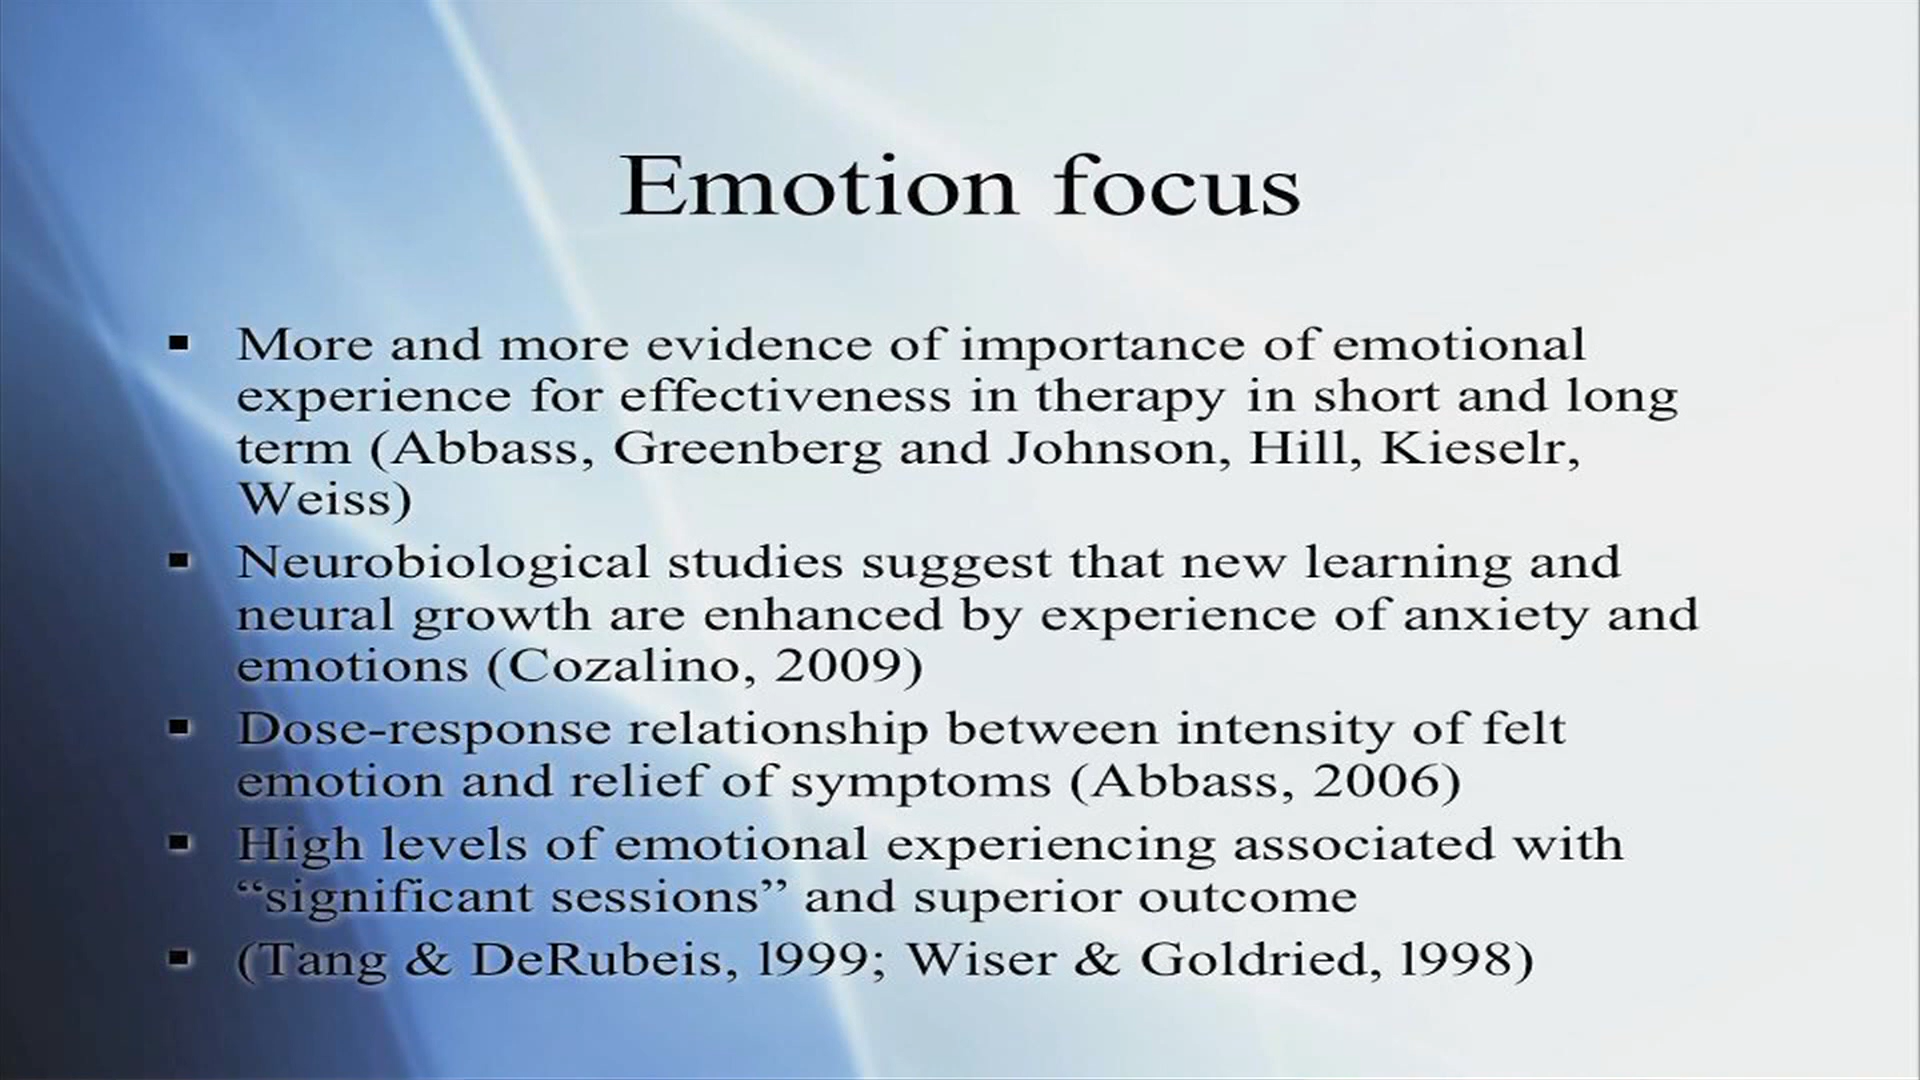 Emotion focus
▪ More and more evidence of importance of emotional
experience for effectiveness in therapy in short and long
term (Abbass, Greenberg and Johnson, Hill, Kieselr,
Weiss)
▪ Neurobiological studies suggest that new learning and
neural growth are enhanced by experience of anxiety and
emotions (Cozalino, 2009)
▪ Dose-response relationship between intensity of felt
emotion and relief of symptoms (Abbass, 2006)
▪ High levels of emotional experiencing associated with
“significant sessions” and superior outcome
▪ (Tang & DeRubeis, l999; Wiser & Goldried, l998)